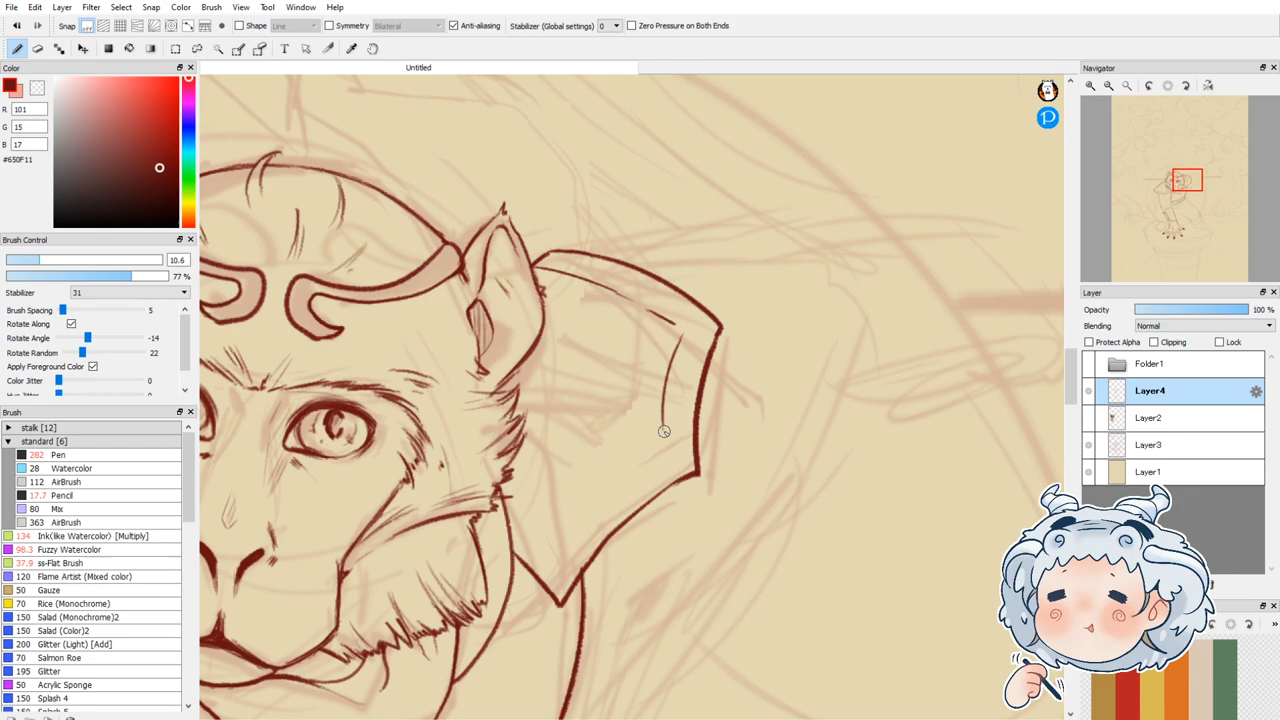 File Edit Layer Filter Select Snap Color Brush View Tool Window Help
Snap off Shape Line Symmetry Bilateral Anti-aliasing Stabilizer (Global settings) 0 Zero Pressure on Both Ends
Untitled
Color
R 101
G 15
B 17
#650F11
Brush Control
10.6
77 %
Stabilizer 31
Brush Spacing 5
Rotate Along
Rotate Angle -14
Rotate Random 22
Apply Foreground Color
Color Jitter 0
Brush
stalk [12]
standard [6]
282 Pen
28 Watercolor
112 AirBrush
17.7 Pencil
80 Mix
363 AirBrush
134 Ink(like Watercolor) [Multiply]
98.3 Fuzzy Watercolor
37.9 ss-Flat Brush
120 Flame Artist (Mixed color)
50 Gauze
70 Rice (Monochrome)
150 Salad (Monochrome)2
150 Salad (Color)2
200 Glitter (Light) [Add]
70 Salmon Roe
195 Glitter
50 Acrylic Sponge
150 Splash 4
Navigator
Layer
Opacity 100 %
Blending Normal
Protect Alpha Clipping Lock
Folder1
Layer4
Layer2
Layer3
Layer1